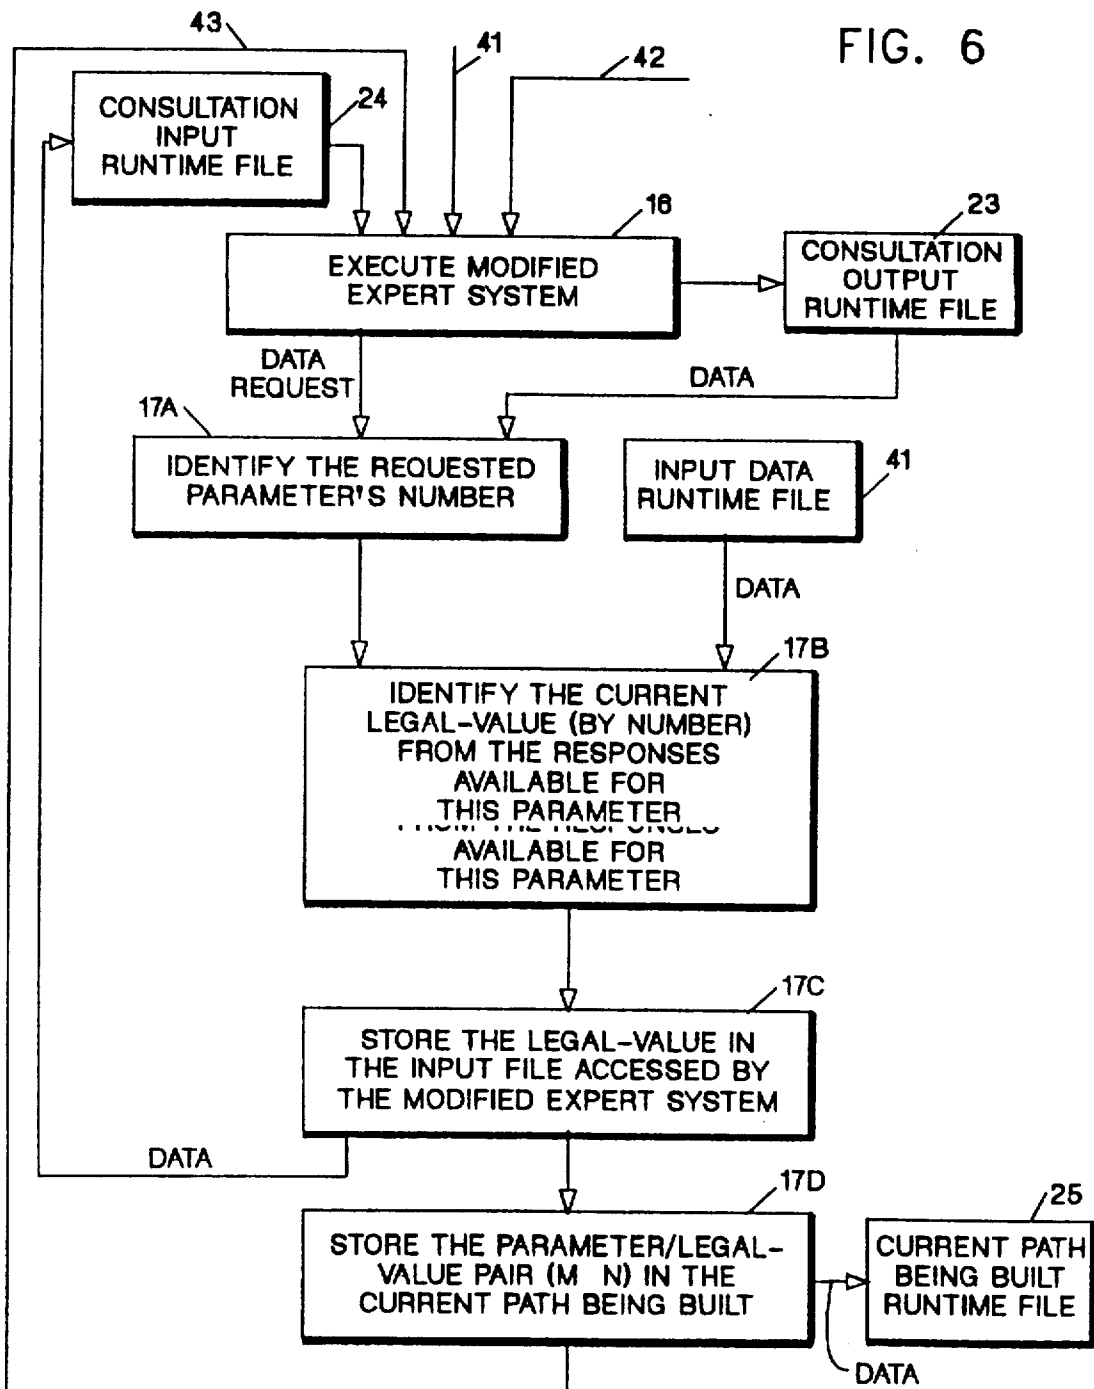 FIG. 6
43
41
42
CONSULTATION
INPUT
RUNTIME FILE
24
16
EXECUTE MODIFIED
EXPERT SYSTEM
23
CONSULTATION
OUTPUT
RUNTIME FILE
DATA
REQUEST
DATA
17A
IDENTIFY THE REQUESTED
PARAMETER'S NUMBER
INPUT DATA
RUNTIME FILE
41
DATA
17B
IDENTIFY THE CURRENT
LEGAL-VALUE (BY NUMBER)
FROM THE RESPONSES
AVAILABLE FOR
THIS PARAMETER
FROM THE RESPONSES
AVAILABLE FOR
THIS PARAMETER
17C
STORE THE LEGAL-VALUE IN
THE INPUT FILE ACCESSED BY
THE MODIFIED EXPERT SYSTEM
DATA
17D
STORE THE PARAMETER/LEGAL-
VALUE PAIR (M N) IN THE
CURRENT PATH BEING BUILT
25
CURRENT PATH
BEING BUILT
RUNTIME FILE
DATA